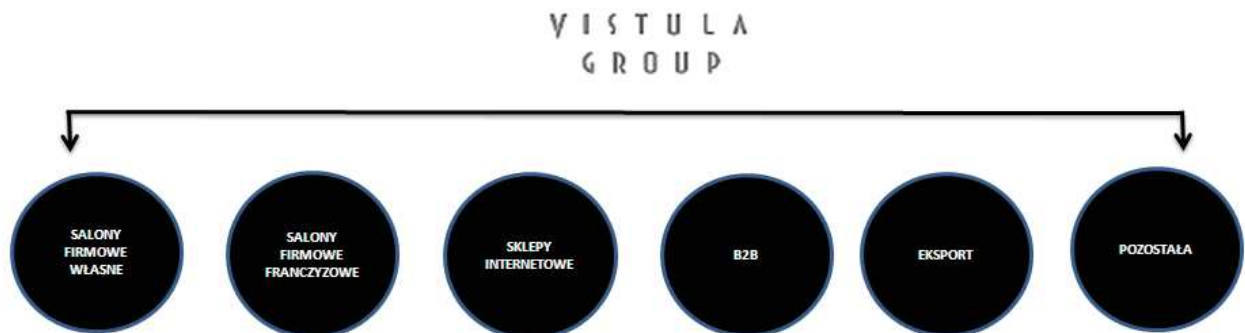 VISTULA
GROUP
SALONY
FIRMOWE
WŁASNE
SALONY
FIRMOWE
FRANCZYZOWE
SKLEPY
INTERNETOWE
B2B
EKSPORT
POZOSTAŁA